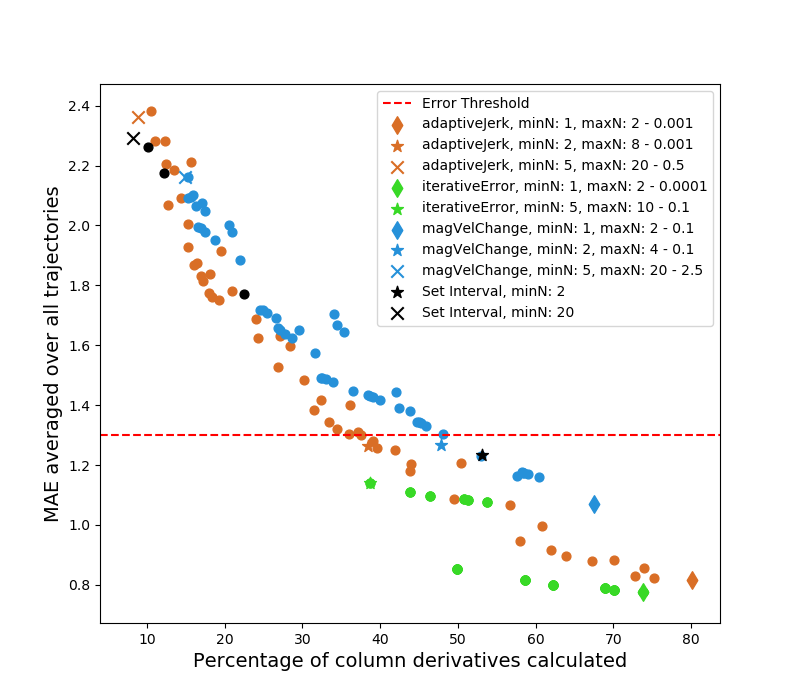 Error Threshold
adaptiveJerk, minN: 1, maxN: 2 - 0.001
adaptiveJerk, minN: 2, maxN: 8 - 0.001
adaptiveJerk, minN: 5, maxN: 20 - 0.5
iterativeError, minN: 1, maxN: 2 - 0.0001
iterativeError, minN: 5, maxN: 10 - 0.1
magVelChange, minN: 1, maxN: 2 - 0.1
magVelChange, minN: 2, maxN: 4 - 0.1
magVelChange, minN: 5, maxN: 20 - 2.5
Set Interval, minN: 2
Set Interval, minN: 20
MAE averaged over all trajectories
2.4
2.2
2.0
1.8
1.6
1.4
1.2
1.0
0.8
10 20 30 40 50 60 70 80
Percentage of column derivatives calculated